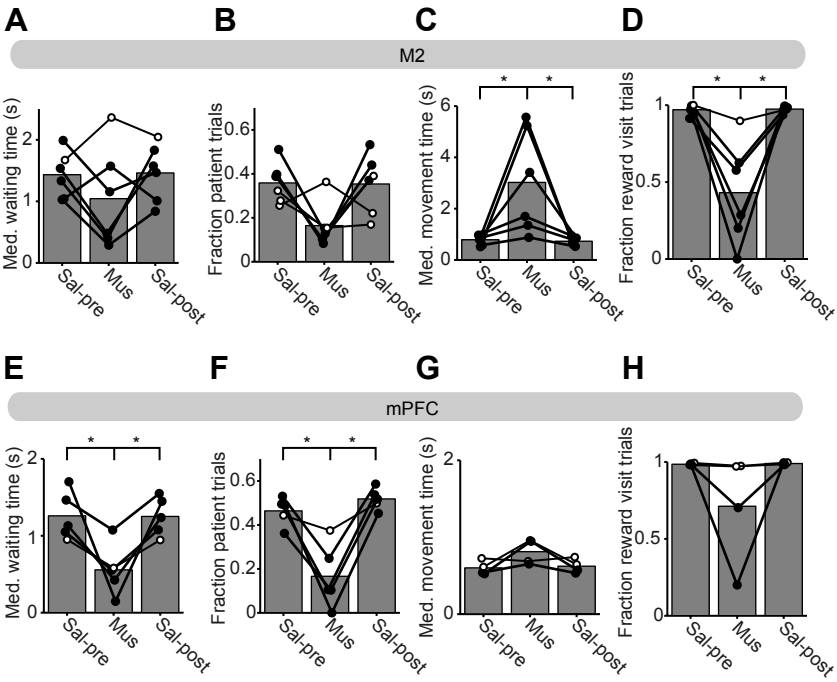 A
B
C
D
M2
Med. waiting time (s)
2
1
0
Sal-pre
Mus
Sal-post
Fraction patient trials
0.6
0.4
0.2
0
Sal-pre
Mus
Sal-post
Med. movement time (s)
* *
6
4
2
0
Sal-pre
Mus
Sal-post
Fraction reward visit trials
* *
1
0.5
0
Sal-pre
Mus
Sal-post
E
F
G
H
mPFC
Med. waiting time (s)
* *
2
1
0
Sal-pre
Mus
Sal-post
Fraction patient trials
* *
0.6
0.4
0.2
0
Sal-pre
Mus
Sal-post
Med. movement time (s)
2
0
Sal-pre
Mus
Sal-post
Fraction reward visit trials
1
0.5
0
Sal-pre
Mus
Sal-post